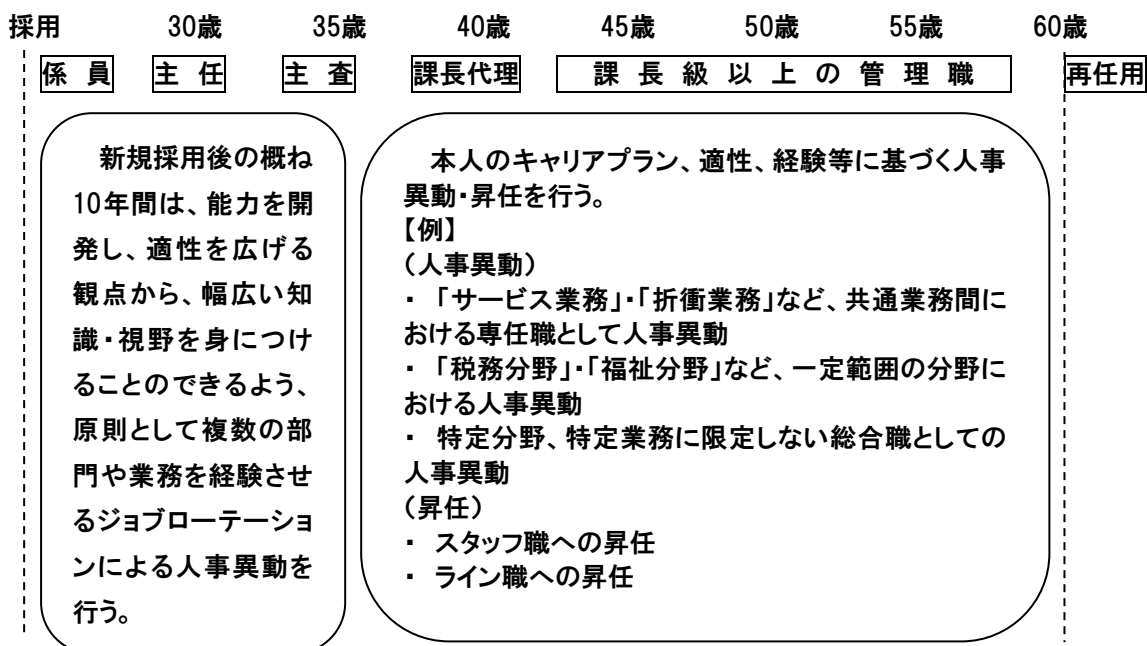 採用 30歳 35歳 40歳 45歳 50歳 55歳 60歳
係 員 主 任 主 査 課長代理 課 長 級 以 上 の 管 理 職 再任用
新規採用後の概ね
10年間は、能力を開
発し、適性を広げる
観点から、幅広い知
識・視野を身につけ
ることのできるよう、
原則として複数の部
門や業務を経験させ
るジョブローテーショ
ンによる人事異動を
行う。
本人のキャリアプラン、適性、経験等に基づく人事
異動・昇任を行う。
【例】
(人事異動)
・ 「サービス業務」・「折衝業務」など、共通業務間に
おける専任職として人事異動
・ 「税務分野」・「福祉分野」など、一定範囲の分野に
おける人事異動
・ 特定分野、特定業務に限定しない総合職としての
人事異動
(昇任)
・ スタッフ職への昇任
・ ライン職への昇任